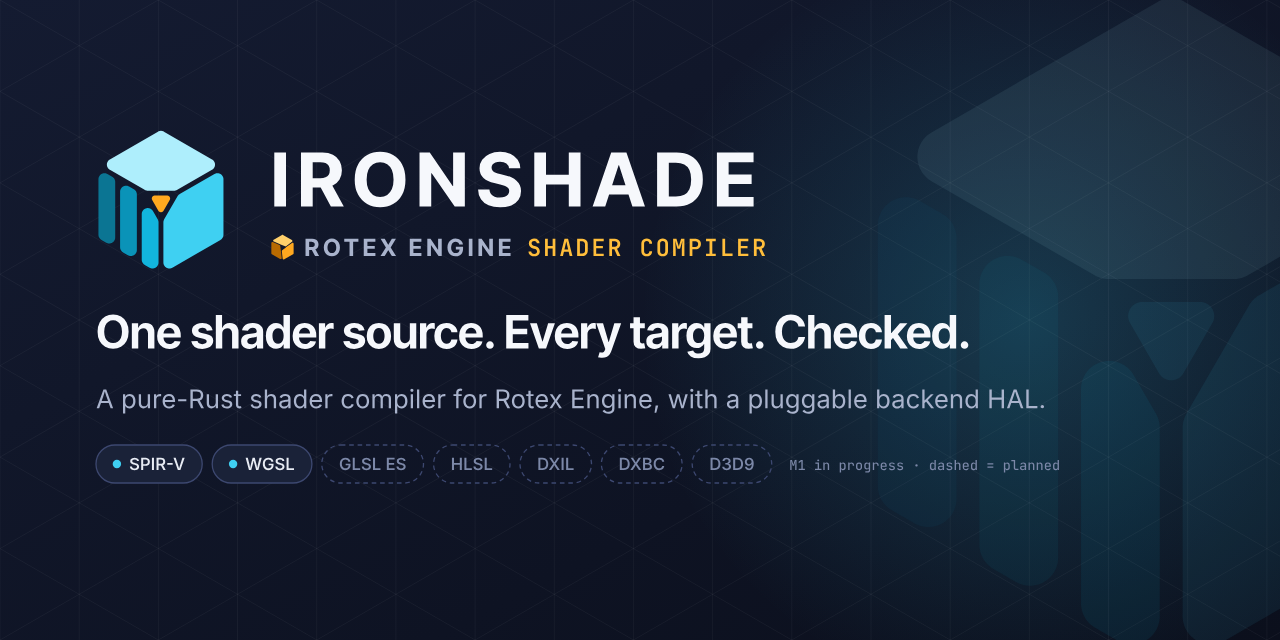 IRONSHADE
ROTEX ENGINE SHADER COMPILER
One shader source. Every target. Checked.
A pure-Rust shader compiler for Rotex Engine, with a pluggable backend HAL.
SPIR-V WGSL GLSL ES HLSL DXIL DXBC D3D9 M1 in progress · dashed = planned